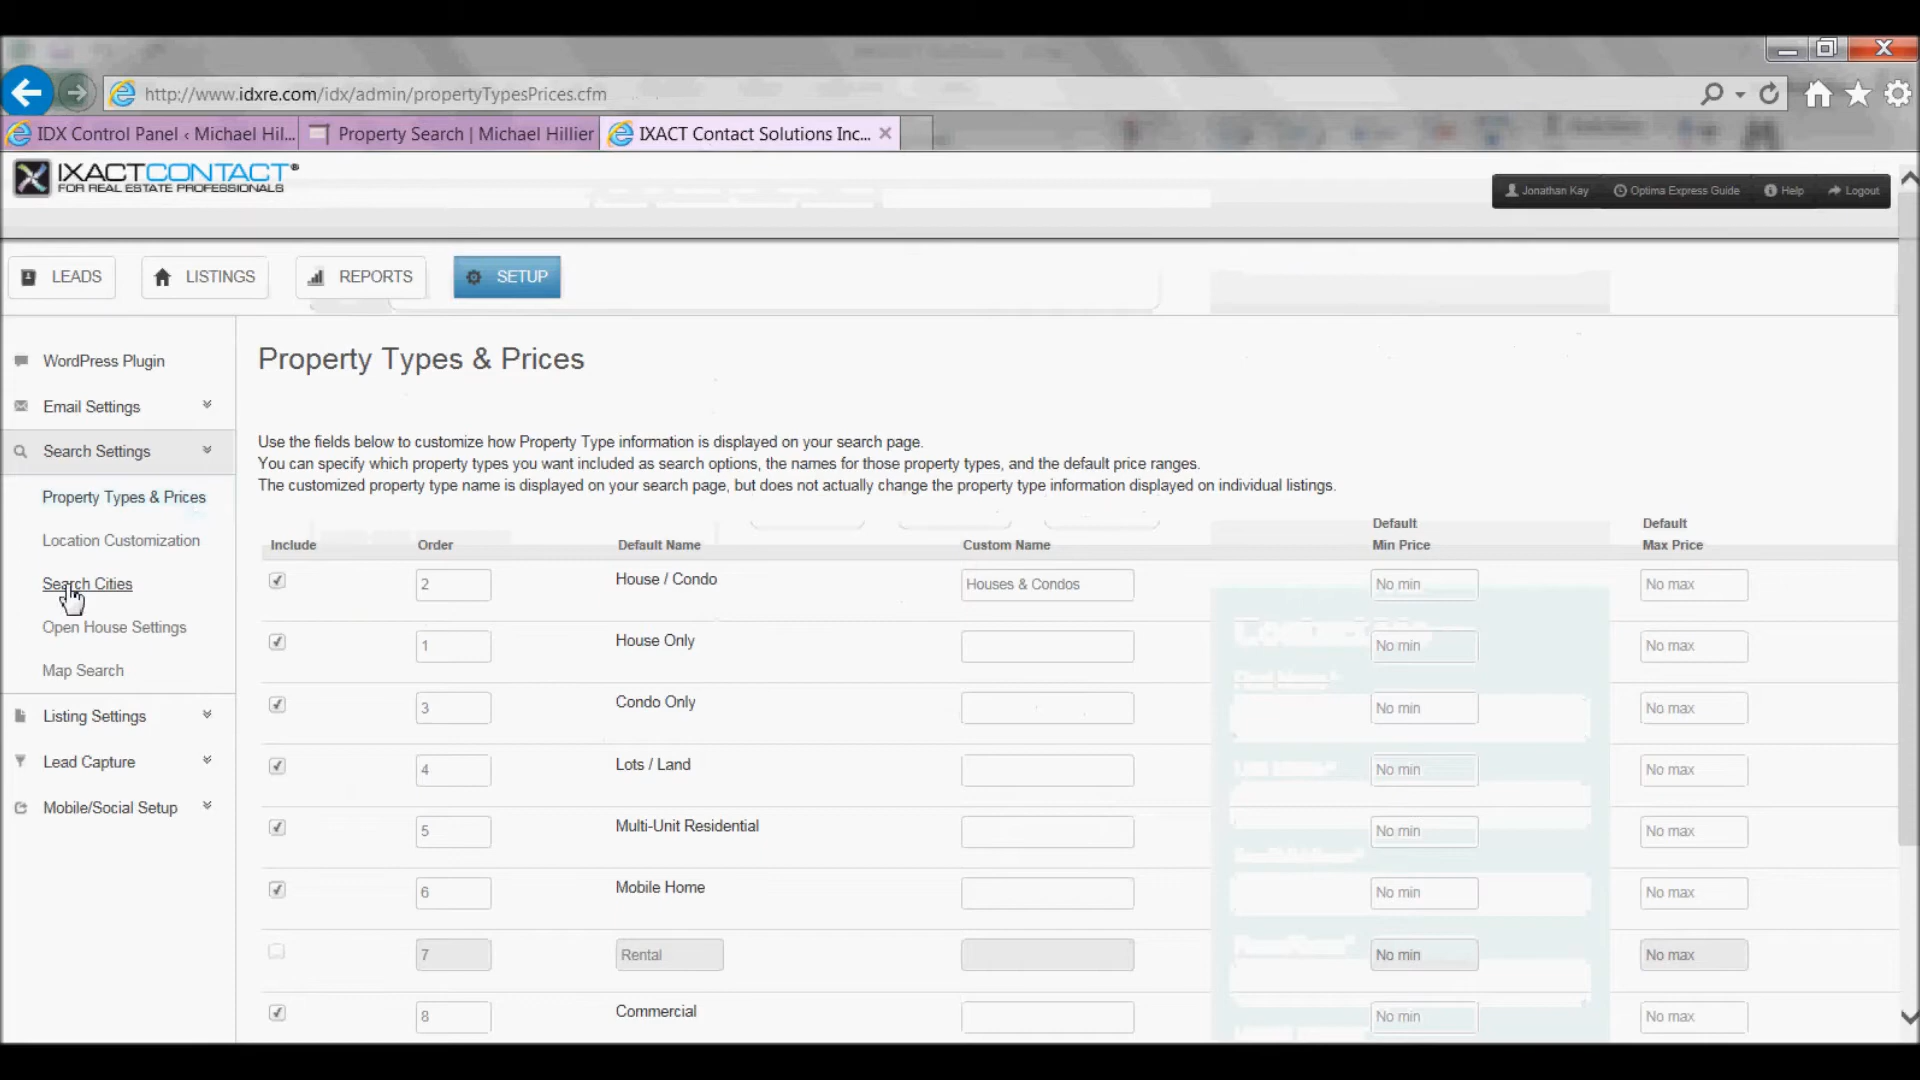 http://www.idxre.com/idx/admin/propertyTypesPrices.cfm
IDX Control Panel ‹ Michael Hil...
Property Search | Michael Hillier
IXACT Contact Solutions Inc...
IXACTCONTACT®
FOR REAL ESTATE PROFESSIONALS
Jonathan Kay
Optima Express Guide
Help
Logout
LEADS
LISTINGS
REPORTS
SETUP
WordPress Plugin
Email Settings
Search Settings
Property Types & Prices
Location Customization
Search Cities
Open House Settings
Map Search
Listing Settings
Lead Capture
Mobile/Social Setup
Property Types & Prices
Use the fields below to customize how Property Type information is displayed on your search page.
You can specify which property types you want included as search options, the names for those property types, and the default price ranges.
The customized property type name is displayed on your search page, but does not actually change the property type information displayed on individual listings.
Include Order Default Name Custom Name Default Min Price Default Max Price
2 House / Condo Houses & Condos No min No max
1 House Only No min No max
3 Condo Only No min No max
4 Lots / Land No min No max
5 Multi-Unit Residential No min No max
6 Mobile Home No min No max
7 Rental No min No max
8 Commercial No min No max